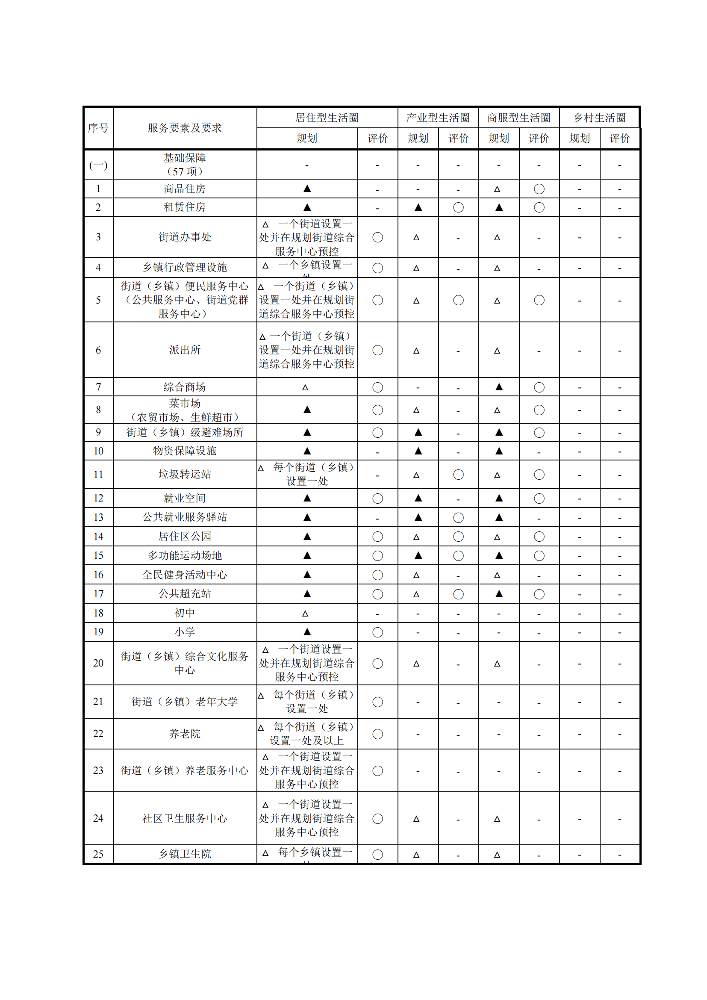 序号 服务要素及要求 居住型生活圈 产业型生活圈 商服型生活圈 乡村生活圈
规划 评价 规划 评价 规划 评价 规划 评价
(一) 基础保障
（57 项） - - - - - - - -
1 商品住房 ▲ - - - △ ○ - -
2 租赁住房 ▲ - ▲ ○ ▲ ○ - -
3 街道办事处 △ 一个街道设置一
处并在规划街道综合
服务中心预控 ○ △ - △ - - -
4 乡镇行政管理设施 △ 一个乡镇设置一 ○ △ - △ - - -
5 街道（乡镇）便民服务中心
（公共服务中心、街道党群
服务中心） △ 一个街道（乡镇）
设置一处并在规划街
道综合服务中心预控 ○ △ ○ △ ○ - -
6 派出所 △ 一个街道（乡镇）
设置一处并在规划街
道综合服务中心预控 ○ △ - △ - - -
7 综合商场 △ ○ - - ▲ ○ - -
8 菜市场
（农贸市场、生鲜超市） ▲ ○ △ - △ ○ - -
9 街道（乡镇）级避难场所 ▲ ○ ▲ - ▲ ○ - -
10 物资保障设施 ▲ - ▲ - ▲ - - -
11 垃圾转运站 △ 每个街道（乡镇）
设置一处 - △ ○ △ ○ - -
12 就业空间 ▲ ○ ▲ - ▲ ○ - -
13 公共就业服务驿站 ▲ - ▲ ○ ▲ - - -
14 居住区公园 ▲ ○ △ ○ △ ○ - -
15 多功能运动场地 ▲ ○ ▲ ○ ▲ ○ - -
16 全民健身活动中心 ▲ ○ △ - △ - - -
17 公共超充站 ▲ ○ △ ○ ▲ ○ - -
18 初中 △ - - - - - - -
19 小学 ▲ ○ - - - - - -
20 街道（乡镇）综合文化服务
中心 △ 一个街道设置一
处并在规划街道综合
服务中心预控 ○ △ - △ - - -
21 街道（乡镇）老年大学 △ 每个街道（乡镇）
设置一处 ○ - - - - - -
22 养老院 △ 每个街道（乡镇）
设置一处及以上 ○ - - - - - -
23 街道（乡镇）养老服务中心 △ 一个街道设置一
处并在规划街道综合
服务中心预控 ○ - - - - - -
24 社区卫生服务中心 △ 一个街道设置一
处并在规划街道综合
服务中心预控 ○ △ - △ - - -
25 乡镇卫生院 △ 每个乡镇设置一 ○ △ - △ - - -